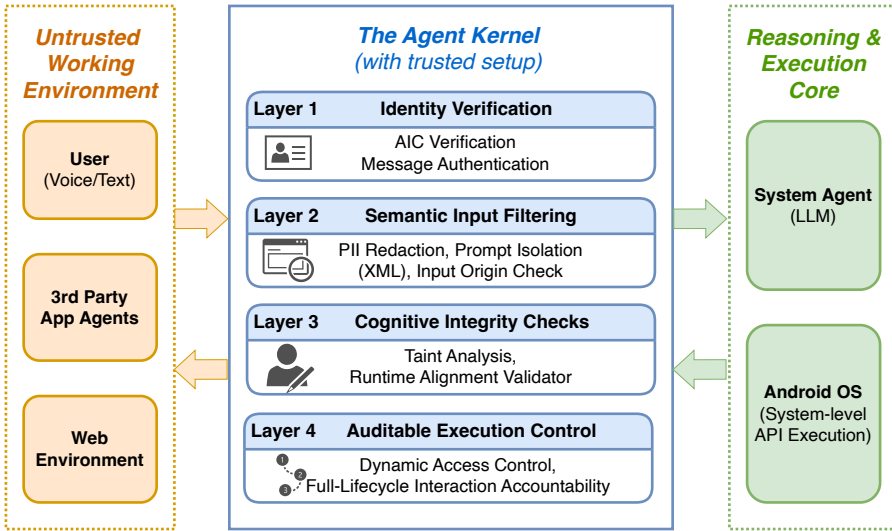 Untrusted
Working
Environment
User
(Voice/Text)
3rd Party
App Agents
Web
Environment
The Agent Kernel
(with trusted setup)
Layer 1 Identity Verification
AIC Verification
Message Authentication
Layer 2 Semantic Input Filtering
PII Redaction, Prompt Isolation
(XML), Input Origin Check
Layer 3 Cognitive Integrity Checks
Taint Analysis,
Runtime Alignment Validator
Layer 4 Auditable Execution Control
1
2
3
Dynamic Access Control,
Full-Lifecycle Interaction Accountability
Reasoning &
Execution
Core
System Agent
(LLM)
Android OS
(System-level
API Execution)